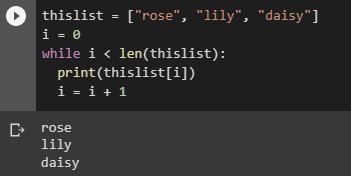 thislist = ["rose", "lily", "daisy"]
i = 0
while i < len(thislist):
  print(thislist[i])
  i = i + 1
rose
lily
daisy